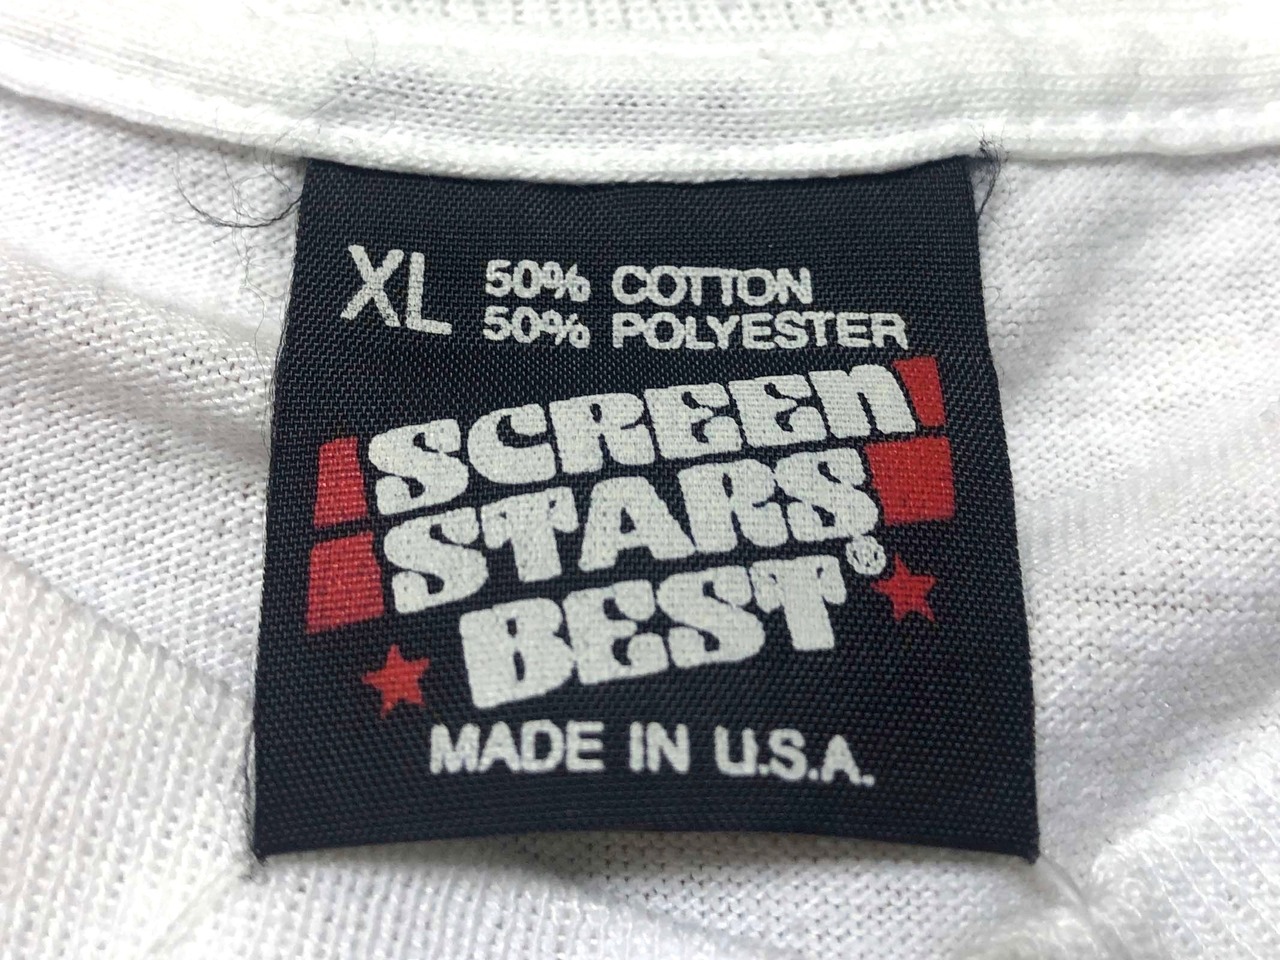 XL 50% COTTON
50% POLYESTER
SCREEN
STARS
BEST®
MADE IN U.S.A.